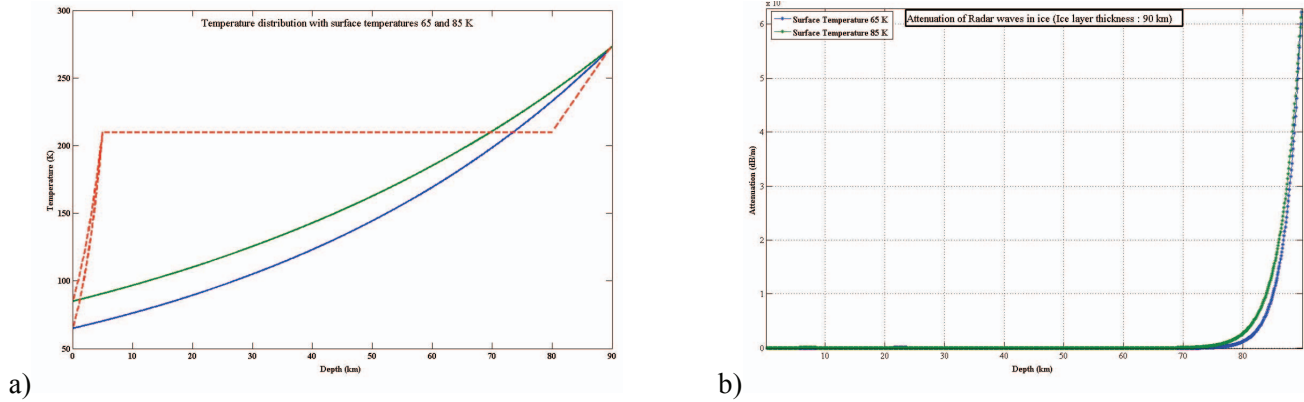 Temperature distribution with surface temperatures 65 and 85 K
300
250
200
150
100
50
Temperature (K)
0
10
20
30
40
50
60
70
80
90
Depth (km)
a)
x 10
Attenuation of Radar waves in ice (Ice layer thickness : 90 km)
Surface Temperature 65 K
Surface Temperature 85 K
6
5
4
3
2
1
0
Attenuation (dB/m)
10
20
30
40
50
60
70
80
Depth (km)
b)